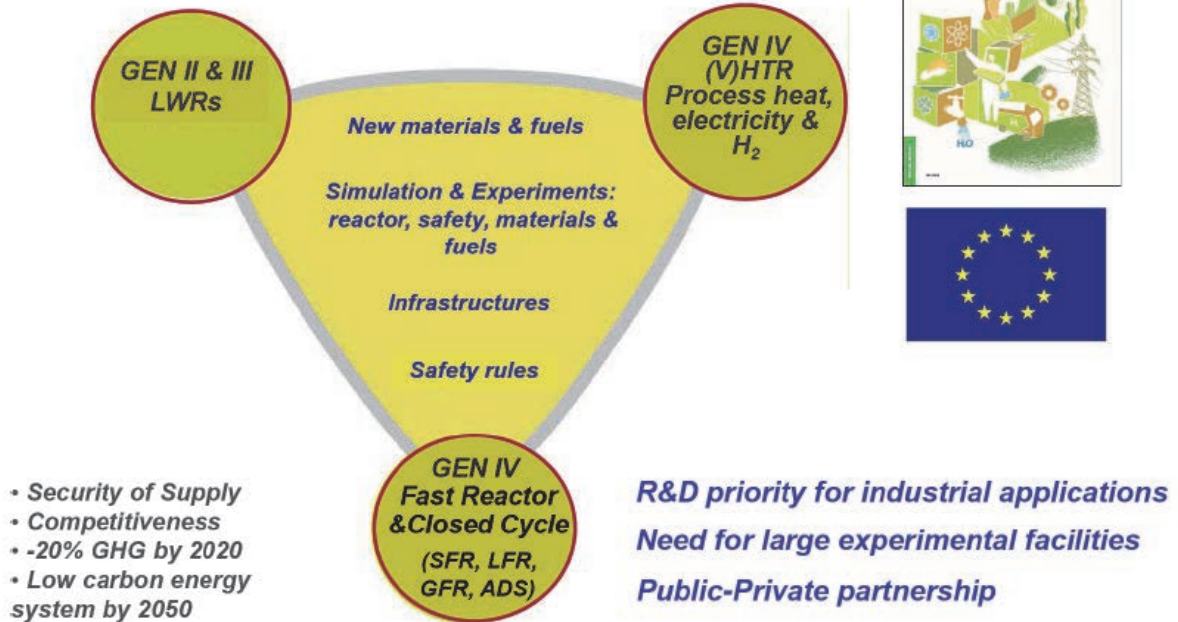 GEN II & III
LWRs
GEN IV
(V)HTR
Process heat,
electricity &
H₂
New materials & fuels
Simulation & Experiments:
reactor, safety, materials &
fuels
Infrastructures
Safety rules
GEN IV
Fast Reactor
&Closed Cycle
(SFR, LFR,
GFR, ADS)
• Security of Supply
• Competitiveness
• -20% GHG by 2020
• Low carbon energy
system by 2050
R&D priority for industrial applications
Need for large experimental facilities
Public-Private partnership
H₂O